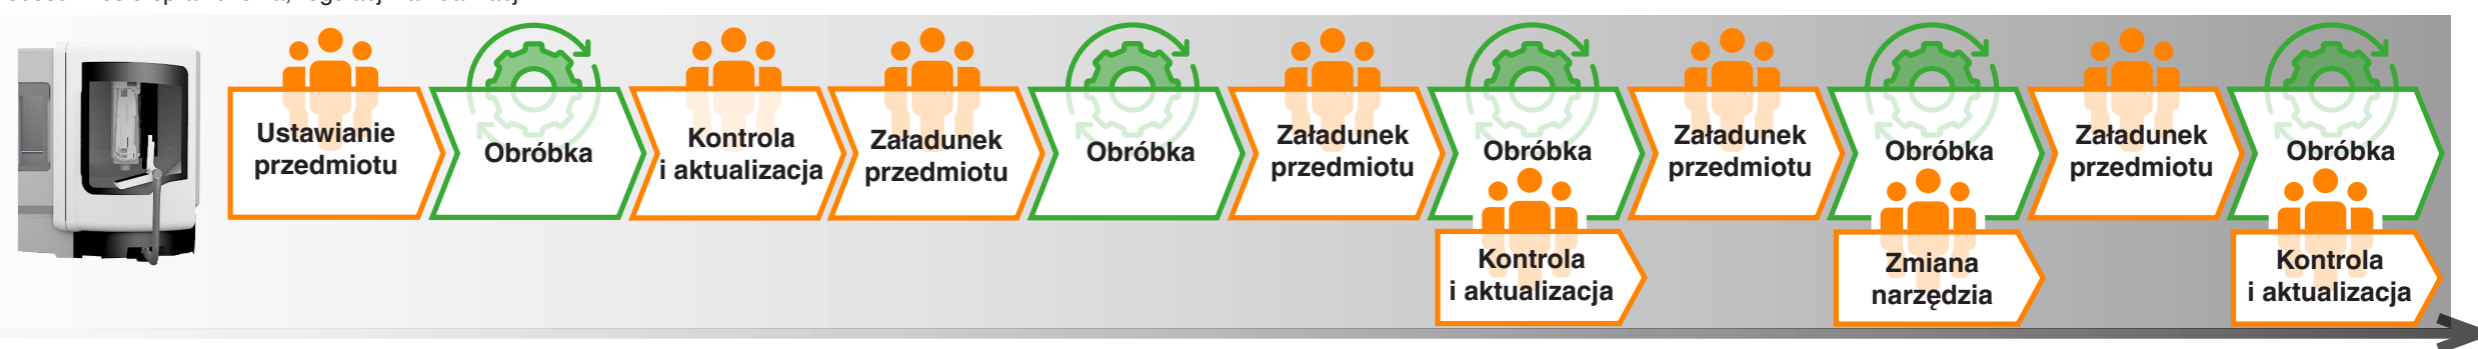 Ustawianie
przedmiotu
Obróbka
Kontrola
i aktualizacja
Załadunek
przedmiotu
Obróbka
Załadunek
przedmiotu
Obróbka
Kontrola
i aktualizacja
Załadunek
przedmiotu
Obróbka
Zmiana
narzędzia
Załadunek
przedmiotu
Obróbka
Kontrola
i aktualizacja